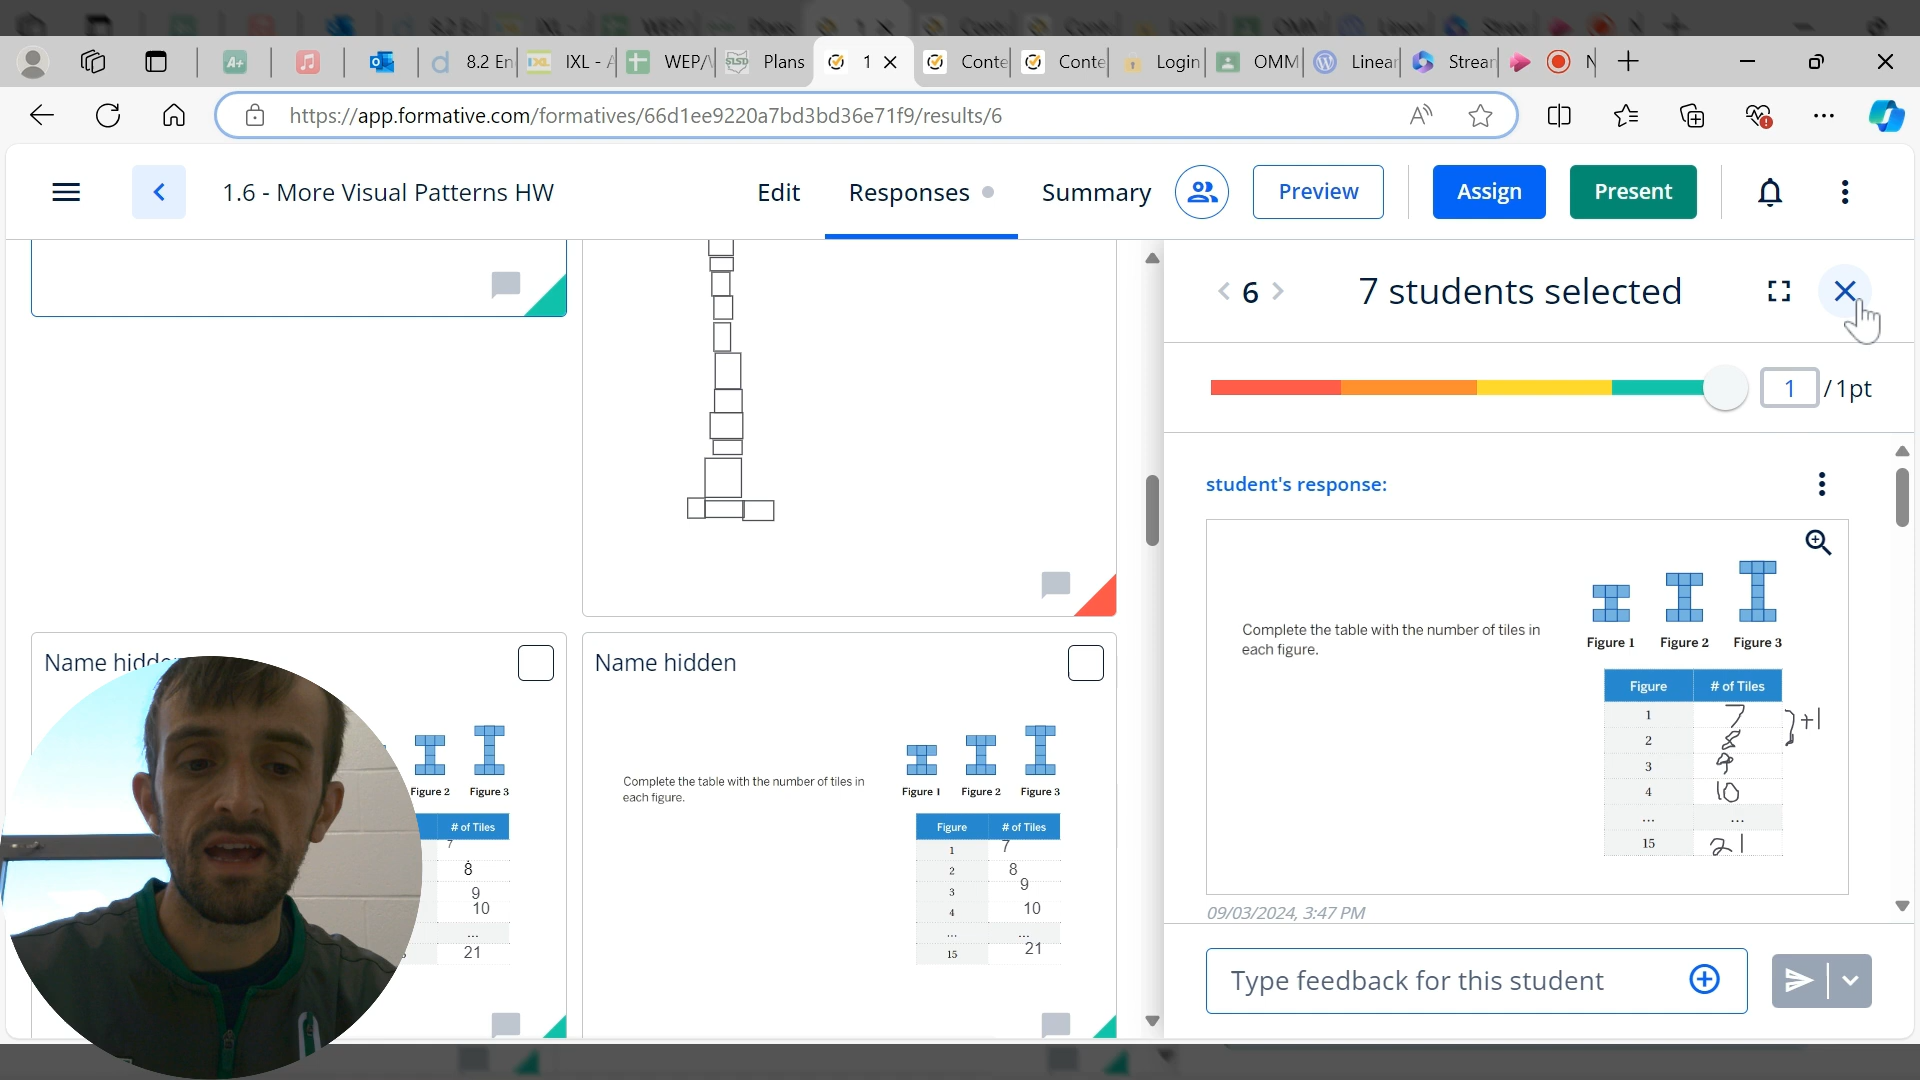 8.2 En
IXL - A
WEP/V
Plans
1
Conte
Conte
Login
OMM
Linear
Stream
N
https://app.formative.com/formatives/66d1ee9220a7bd3bd36e71f9/results/6
1.6 - More Visual Patterns HW
Edit
Responses
Summary
Preview
Assign
Present
6
7 students selected
1 / 1pt
student's response:
Complete the table with the number of tiles in
each figure.
Figure 1 Figure 2 Figure 3
Figure # of Tiles
1 7
2 8
3 9
4 10
... ...
15 21
+1
09/03/2024, 3:47 PM
Type feedback for this student
Name hidde
Figure 2 Figure 3
# of Tiles
7
8
9
10
...
21
Name hidden
Complete the table with the number of tiles in
each figure.
Figure 1 Figure 2 Figure 3
Figure # of Tiles
1 7
2 8
3 9
4 10
... ...
15 21